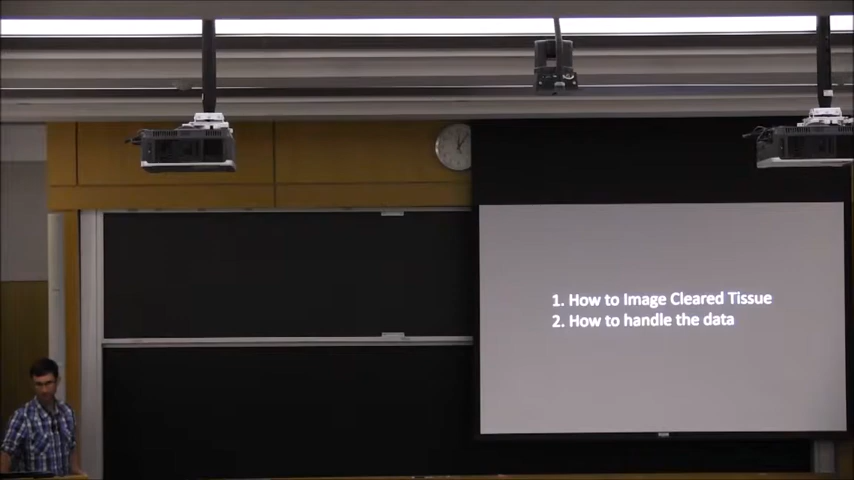 1. How to Image Cleared Tissue
2. How to handle the data